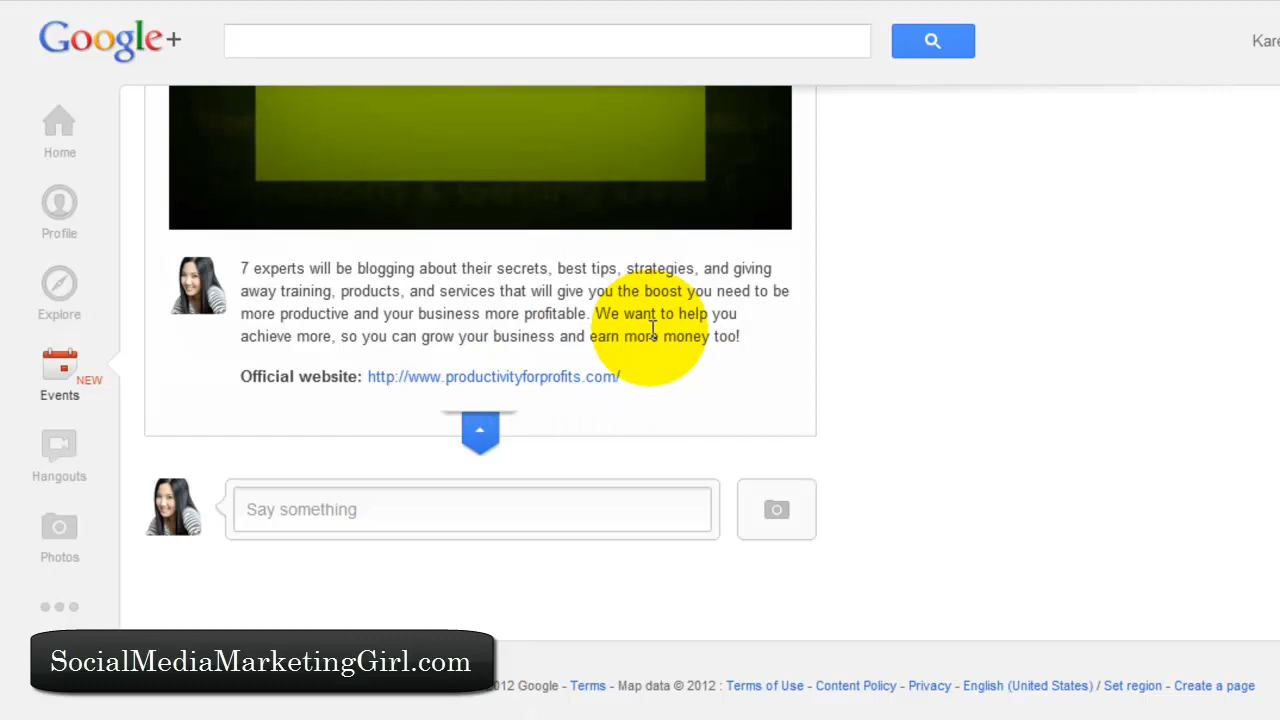 Google+
Kare
Home
Profile
Explore
NEW
Events
Hangouts
Photos
7 experts will be blogging about their secrets, best tips, strategies, and giving
away training, products, and services that will give you the boost you need to be
more productive and your business more profitable. We want to help you
achieve more, so you can grow your business and earn more money too!
Official website: http://www.productivityforprofits.com/
Say something
SocialMediaMarketingGirl.com
012 Google - Terms - Map data © 2012 : Terms of Use - Content Policy - Privacy - English (United States) / Set region - Create a page